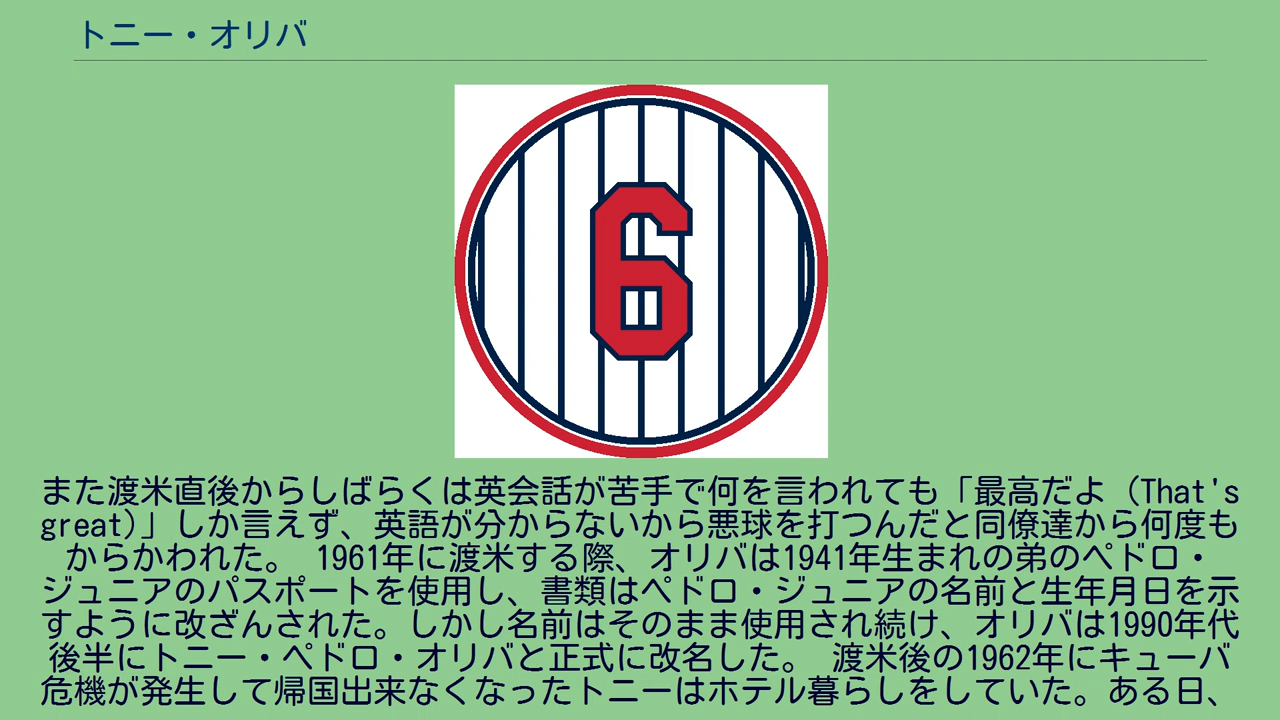 トニー・オリバ
6
また渡米直後からしばらくは英会話が苦手で何を言われても「最高だよ（That's
great)」しか言えず、英語が分からないから悪球を打つんだと同僚達から何度も
からかわれた。 1961年に渡米する際、オリバは1941年生まれの弟のペドロ・
ジュニアのパスポートを使用し、書類はペドロ・ジュニアの名前と生年月日を示
すように改ざんされた。しかし名前はそのまま使用され続け、オリバは1990年代
後半にトニー・ペドロ・オリバと正式に改名した。 渡米後の1962年にキューバ
危機が発生して帰国出来なくなったトニーはホテル暮らしをしていた。ある日、